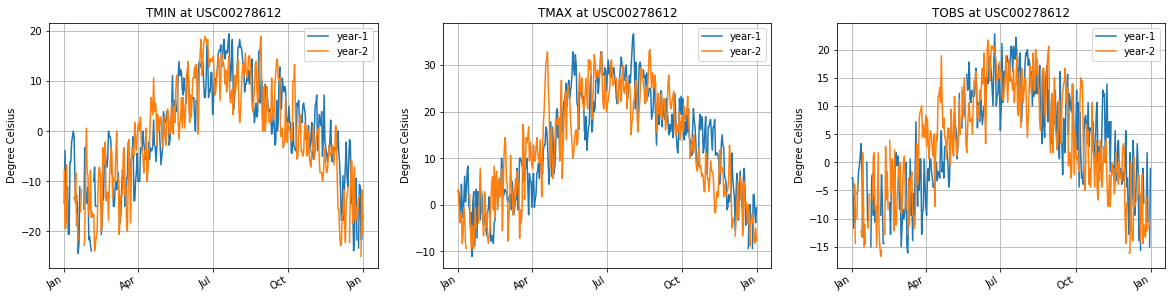 TMIN at USC00278612
year-1
year-2
Degree Celsius
20
10
0
−10
−20
Jan
Apr
Jul
Oct
Jan
TMAX at USC00278612
year-1
year-2
Degree Celsius
30
20
10
0
−10
Jan
Apr
Jul
Oct
Jan
TOBS at USC00278612
year-1
year-2
Degree Celsius
20
15
10
5
0
−5
−10
−15
Jan
Apr
Jul
Oct
Jan